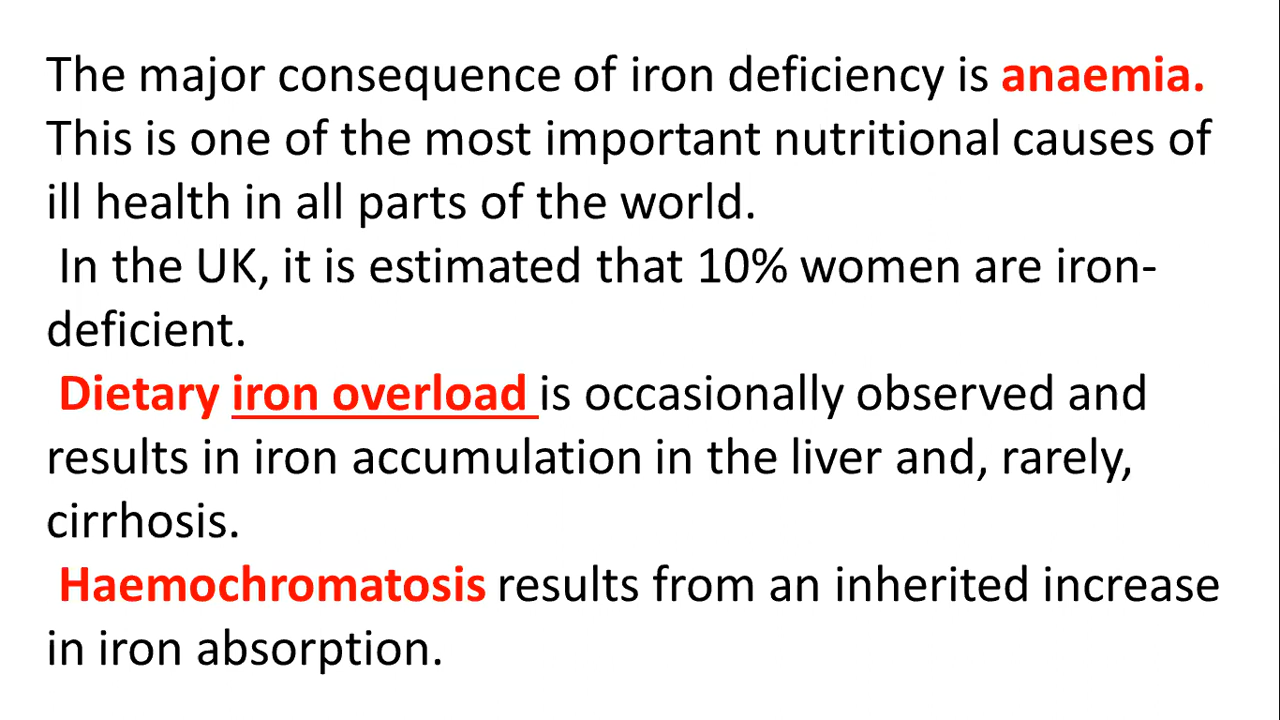 The major consequence of iron deficiency is anaemia.
This is one of the most important nutritional causes of
ill health in all parts of the world.
In the UK, it is estimated that 10% women are iron-
deficient.
Dietary iron overload is occasionally observed and
results in iron accumulation in the liver and, rarely,
cirrhosis.
Haemochromatosis results from an inherited increase
in iron absorption.